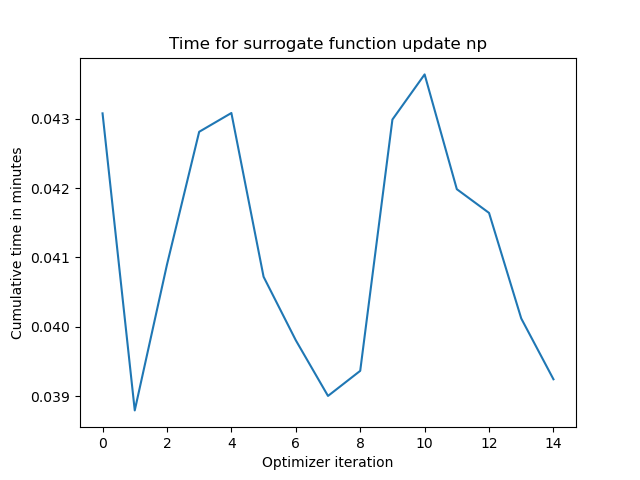 Time for surrogate function update np
Cumulative time in minutes
0.043
0.042
0.041
0.040
0.039
0 2 4 6 8 10 12 14
Optimizer iteration